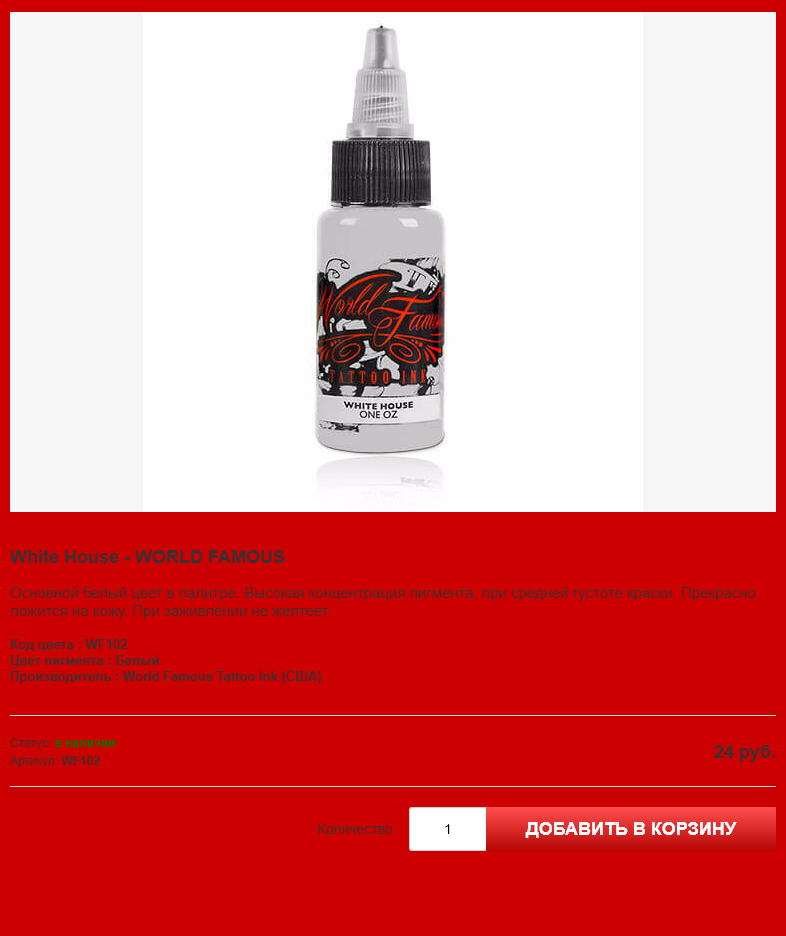 World Famous
TATTOO INK
WHITE HOUSE
ONE OZ
White House - WORLD FAMOUS
Основной белый цвет в палитре. Высокая концентрация пигмента, при средней густоте краски. Прекрасно
ложится на кожу. При заживлении не желтеет.
Код цвета : WF102
Цвет пигмента : Белый
Производитель : World Famous Tattoo Ink (США)
Статус: в наличии
24 руб.
Артикул: WF102
Количество
1
ДОБАВИТЬ В КОРЗИНУ